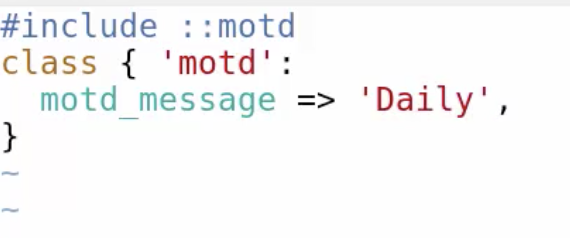 #include ::motd
class { 'motd':
  motd_message => 'Daily',
}
~
~